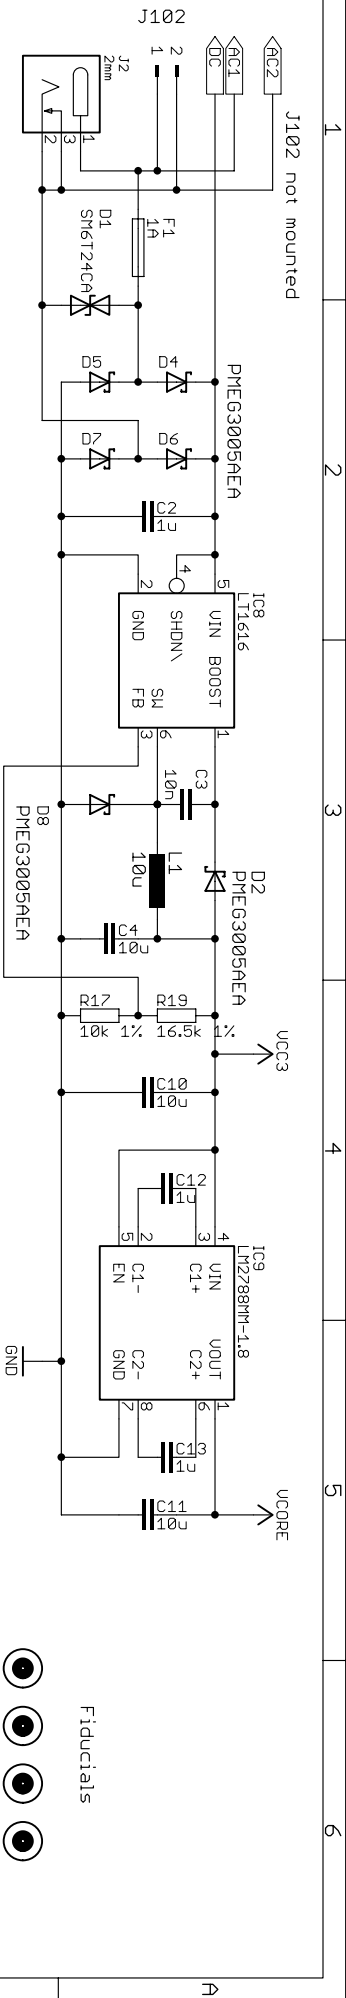 J102
1
2
DC
AC1
AC2
J102 not mounted
J2
2mm
1
3
2
F1
1A
D1
SM6T24CA
D5
D4
D7
D6
PMEG3005AEA
C2
1u
IC8
LT1616
5
4
2
VIN
SHDN\
GND
BOOST
SW
FB
1
6
3
C3
10n
D8
PMEG3005AEA
L1
10u
D2
PMEG3005AEA
C4
10u
R17
10k 1%
R19
16.5k 1%
VCC3
C10
10u
C12
1u
IC9
LM2788MM-1.8
4
3
2
5
VIN
C1+
C1-
EN
VOUT
C2+
C2-
GND
1
6
8
7
C13
1u
GND
C11
10u
VCORE
Fiducials
1
2
3
4
5
6
A